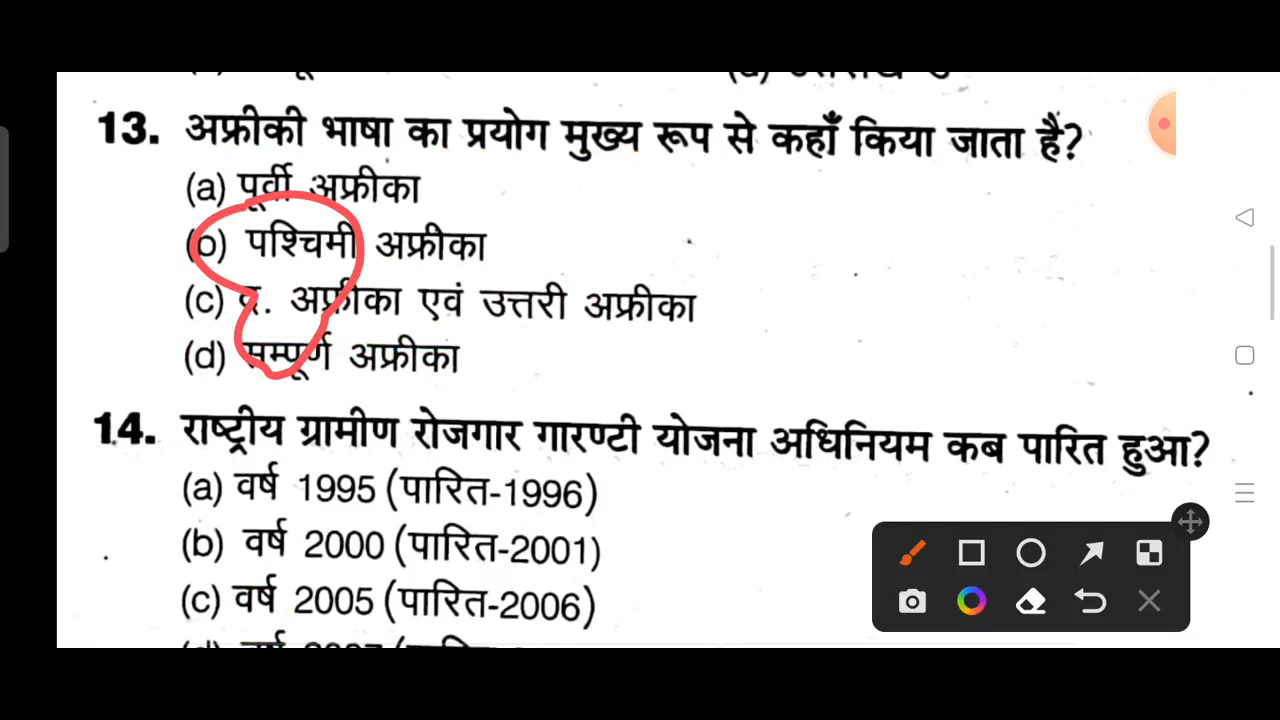 13. अफ्रीकी भाषा का प्रयोग मुख्य रूप से कहाँ किया जाता है?
(a) पूर्वी अफ्रीका
(b) पश्चिमी अफ्रीका
(c) द. अफ्रीका एवं उत्तरी अफ्रीका
(d) सम्पूर्ण अफ्रीका
14. राष्ट्रीय ग्रामीण रोजगार गारण्टी योजना अधिनियम कब पारित हुआ?
(a) वर्ष 1995 (पारित-1996)
(b) वर्ष 2000 (पारित-2001)
(c) वर्ष 2005 (पारित-2006)